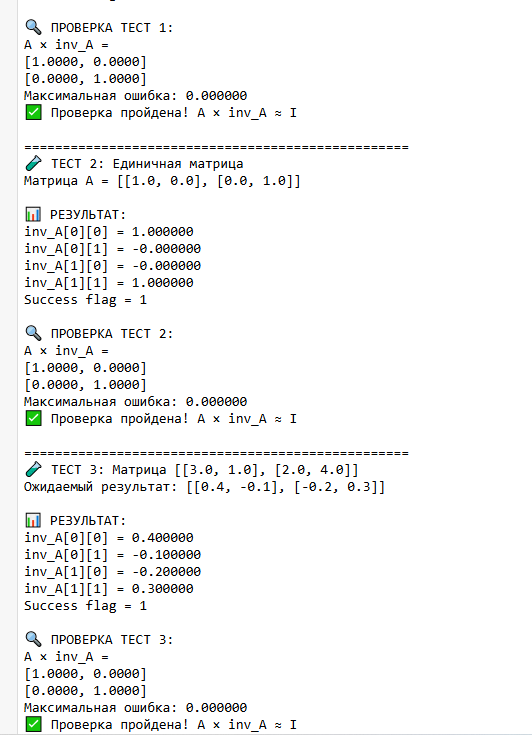 🔍 ПРОВЕРКА ТЕСТ 1:
A × inv_A =
[1.0000, 0.0000]
[0.0000, 1.0000]
Максимальная ошибка: 0.000000
✅ Проверка пройдена! A × inv_A ≈ I
==================================================
🧪 ТЕСТ 2: Единичная матрица
Матрица A = [[1.0, 0.0], [0.0, 1.0]]
📊 РЕЗУЛЬТАТ:
inv_A[0][0] = 1.000000
inv_A[0][1] = -0.000000
inv_A[1][0] = -0.000000
inv_A[1][1] = 1.000000
Success flag = 1
🔍 ПРОВЕРКА ТЕСТ 2:
A × inv_A =
[1.0000, 0.0000]
[0.0000, 1.0000]
Максимальная ошибка: 0.000000
✅ Проверка пройдена! A × inv_A ≈ I
==================================================
🧪 ТЕСТ 3: Матрица [[3.0, 1.0], [2.0, 4.0]]
Ожидаемый результат: [[0.4, -0.1], [-0.2, 0.3]]
📊 РЕЗУЛЬТАТ:
inv_A[0][0] = 0.400000
inv_A[0][1] = -0.100000
inv_A[1][0] = -0.200000
inv_A[1][1] = 0.300000
Success flag = 1
🔍 ПРОВЕРКА ТЕСТ 3:
A × inv_A =
[1.0000, 0.0000]
[0.0000, 1.0000]
Максимальная ошибка: 0.000000
✅ Проверка пройдена! A × inv_A ≈ I